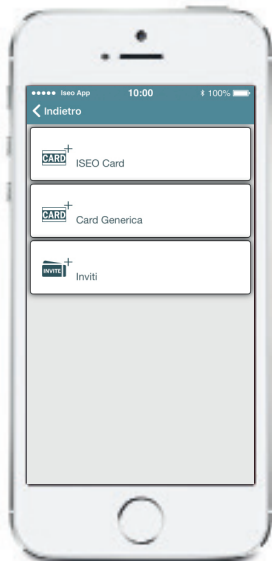 Iseo App 10:00 100%
Indietro
CARD ISEO Card
CARD Card Generica
INVITE Inviti